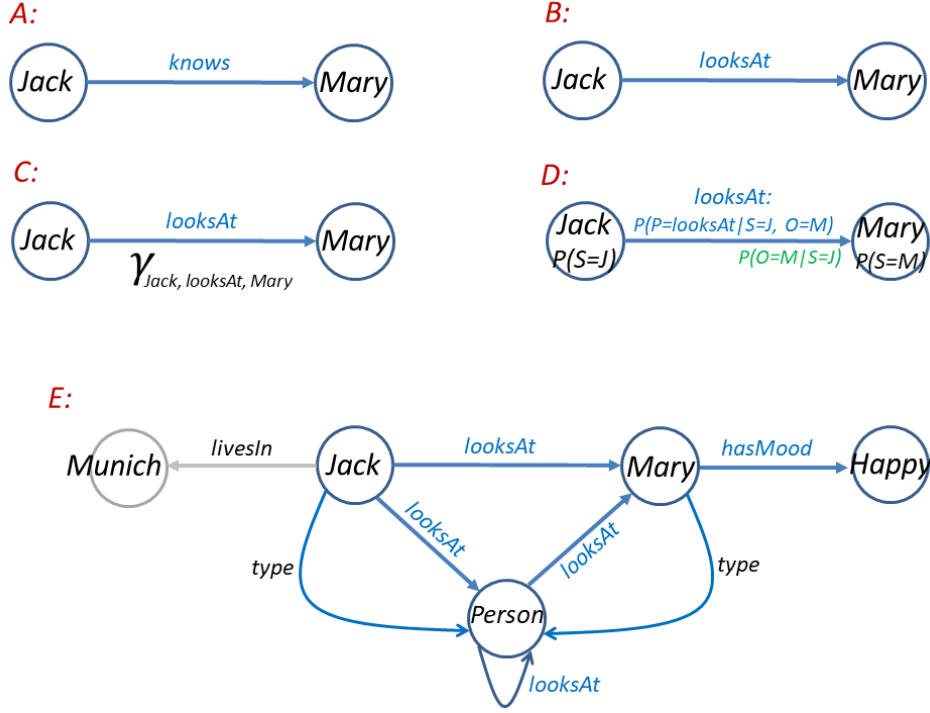 A:
Jack
knows
Mary
B:
Jack
looksAt
Mary
C:
Jack
looksAt
Mary
γJack, looksAt, Mary
D:
Jack
P(S=J)
looksAt:
P(P=looksAt|S=J, O=M)
P(O=M|S=J)
Mary
P(S=M)
E:
Munich
livesIn
Jack
looksAt
Mary
hasMood
Happy
looksAt
looksAt
type
type
Person
looksAt